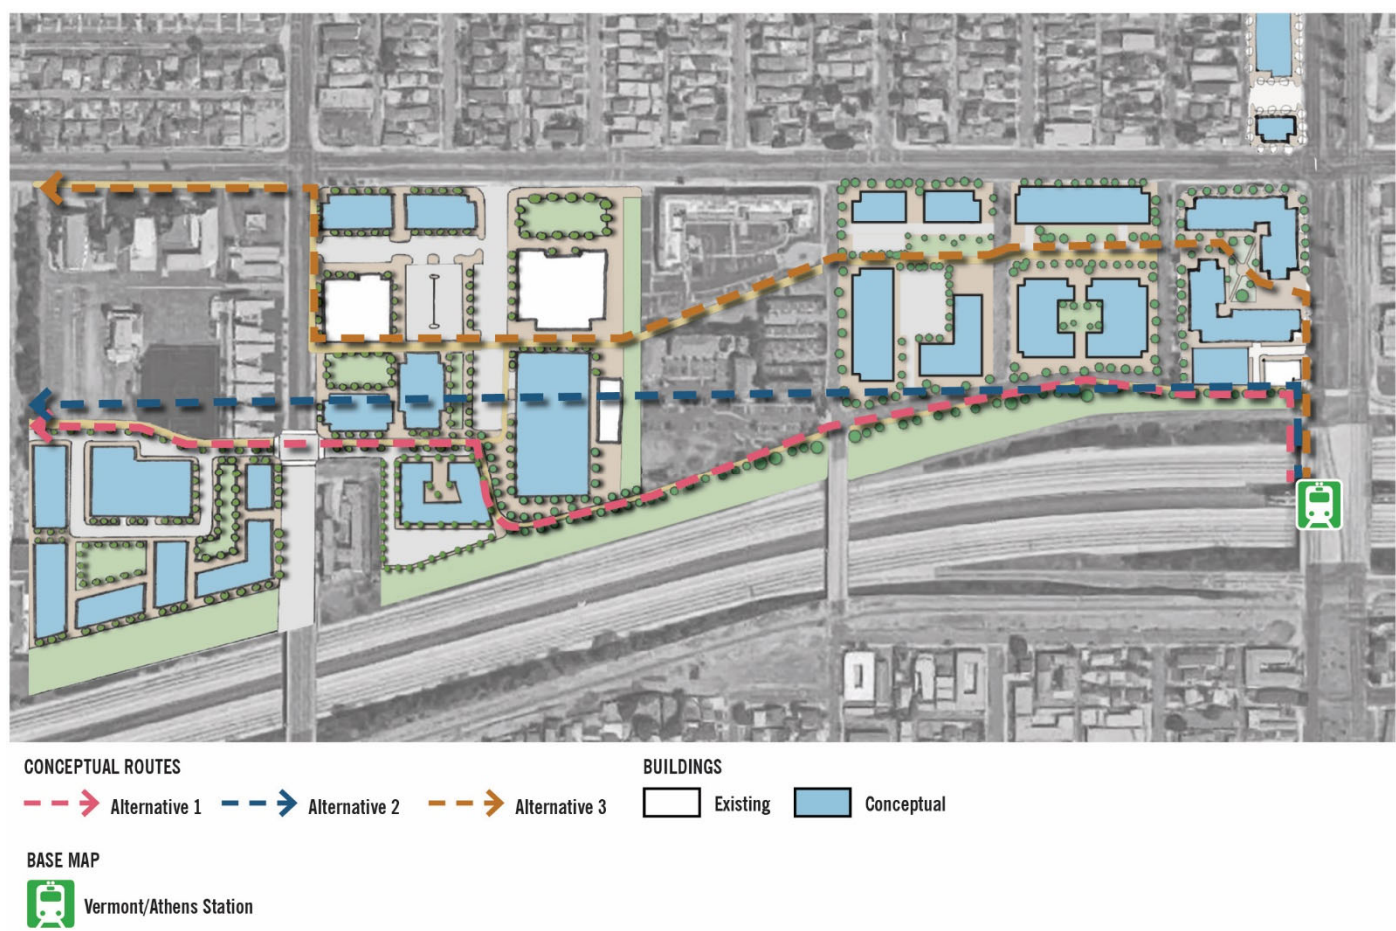 CONCEPTUAL ROUTES
Alternative 1
Alternative 2
Alternative 3
BUILDINGS
Existing
Conceptual
BASE MAP
Vermont/Athens Station